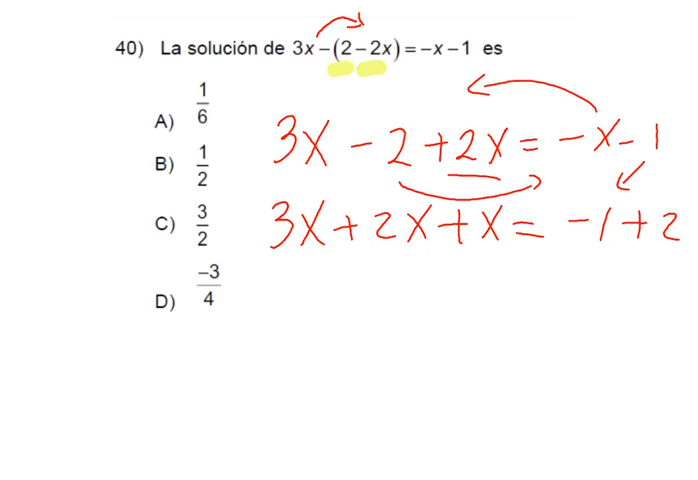 40) La solución de 3x–(2–2x)=–x–1 es
A) 1/6
B) 1/2
C) 3/2
D) –3/4
3x – 2 + 2x = – x – 1
3x + 2x + x = – 1 + 2